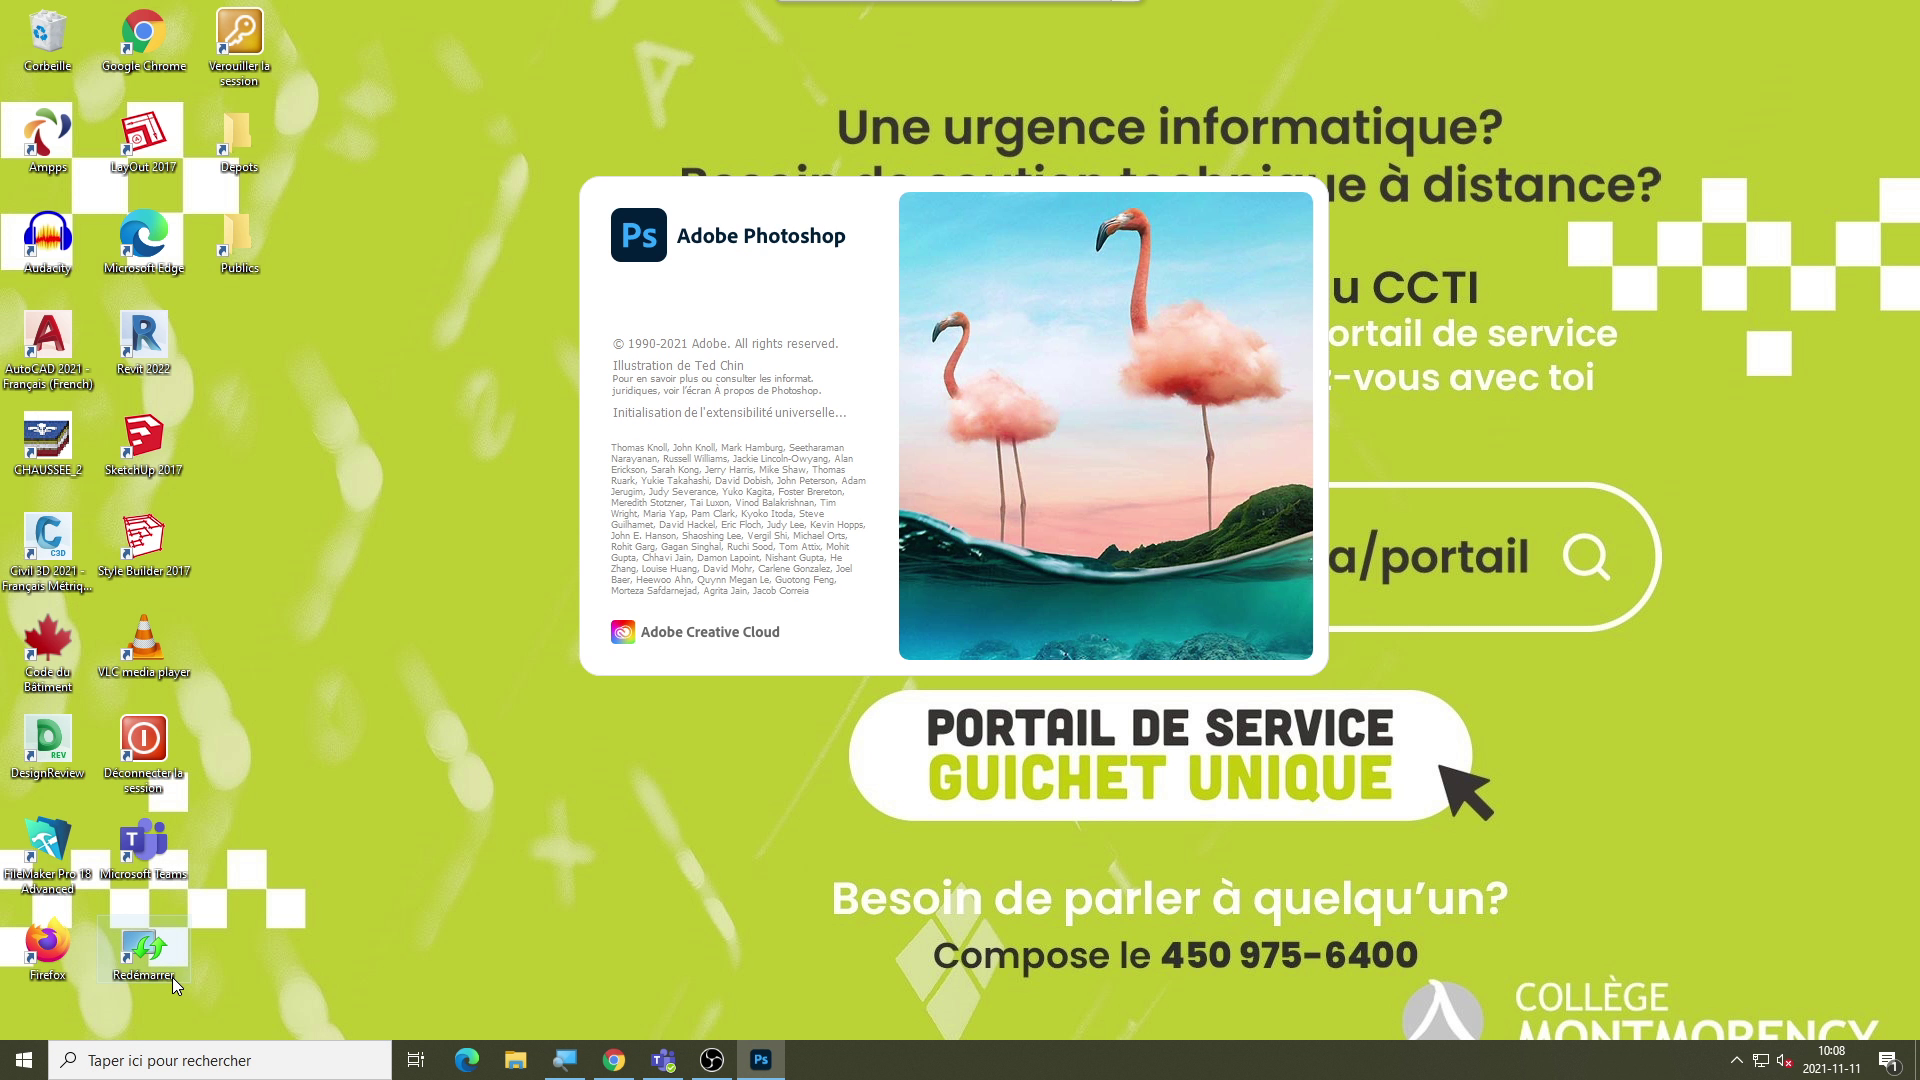 Corbeille
Google Chrome
Verouiller la
session
Ampps
LayOut 2017
Depots
Audacity
Microsoft Edge
Publics
AutoCAD 2021 -
Français (French)
Revit 2022
CHAUSSEE_2
SketchUp 2017
Civil 3D 2021 -
Français Métriq...
C3D
Style Builder 2017
Code du
Bâtiment
VLC media player
REV
DesignReview
Déconnecter la
session
FileMaker Pro 18
Advanced
Microsoft Teams
Firefox
Redémarrer
Une urgence informatique?
Besoin de soutien technique à distance?
u CCTI
ortail de service
z-vous avec toi
a/portail
Ps
Adobe Photoshop
© 1990-2021 Adobe. All rights reserved.
Illustration de Ted Chin
Pour en savoir plus ou consulter les informat.
juridiques, voir l'écran À propos de Photoshop.
Initialisation de l'extensibilité universelle...
Thomas Knoll, John Knoll, Mark Hamburg, Seetharaman
Narayanan, Russell Williams, Jackie Lincoln-Owyang, Alan
Erickson, Sarah Kong, Jerry Harris, Mike Shaw, Thomas
Ruark, Yukie Takahashi, David Dobish, John Peterson, Adam
Jerugim, Judy Severance, Yuko Kagita, Foster Brereton,
Meredith Stotzner, Tai Luxon, Vinod Balakrishnan, Tim
Wright, Maria Yap, Pam Clark, Kyoko Itoda, Steve
Guilhamet, David Hackel, Eric Floch, Judy Lee, Kevin Hopps,
John E. Hanson, Shaoshing Lee, Vergil Shi, Michael Orts,
Rohit Garg, Gagan Singhal, Ruchi Sood, Tom Attix, Mohit
Gupta, Chhavi Jain, Damon Lapoint, Nishant Gupta, He
Zhang, Louise Huang, David Mohr, Carlene Gonzalez, Joel
Baer, Heewoo Ahn, Quynn Megan Le, Guotong Feng,
Morteza Safdarnejad, Agrita Jain, Jacob Correia
Adobe Creative Cloud
PORTAIL DE SERVICE
GUICHET UNIQUE
Besoin de parler à quelqu'un?
Compose le 450 975-6400
COLLÈGE
MONTMORENCY
Taper ici pour rechercher
Ps
10:08
2021-11-11
1